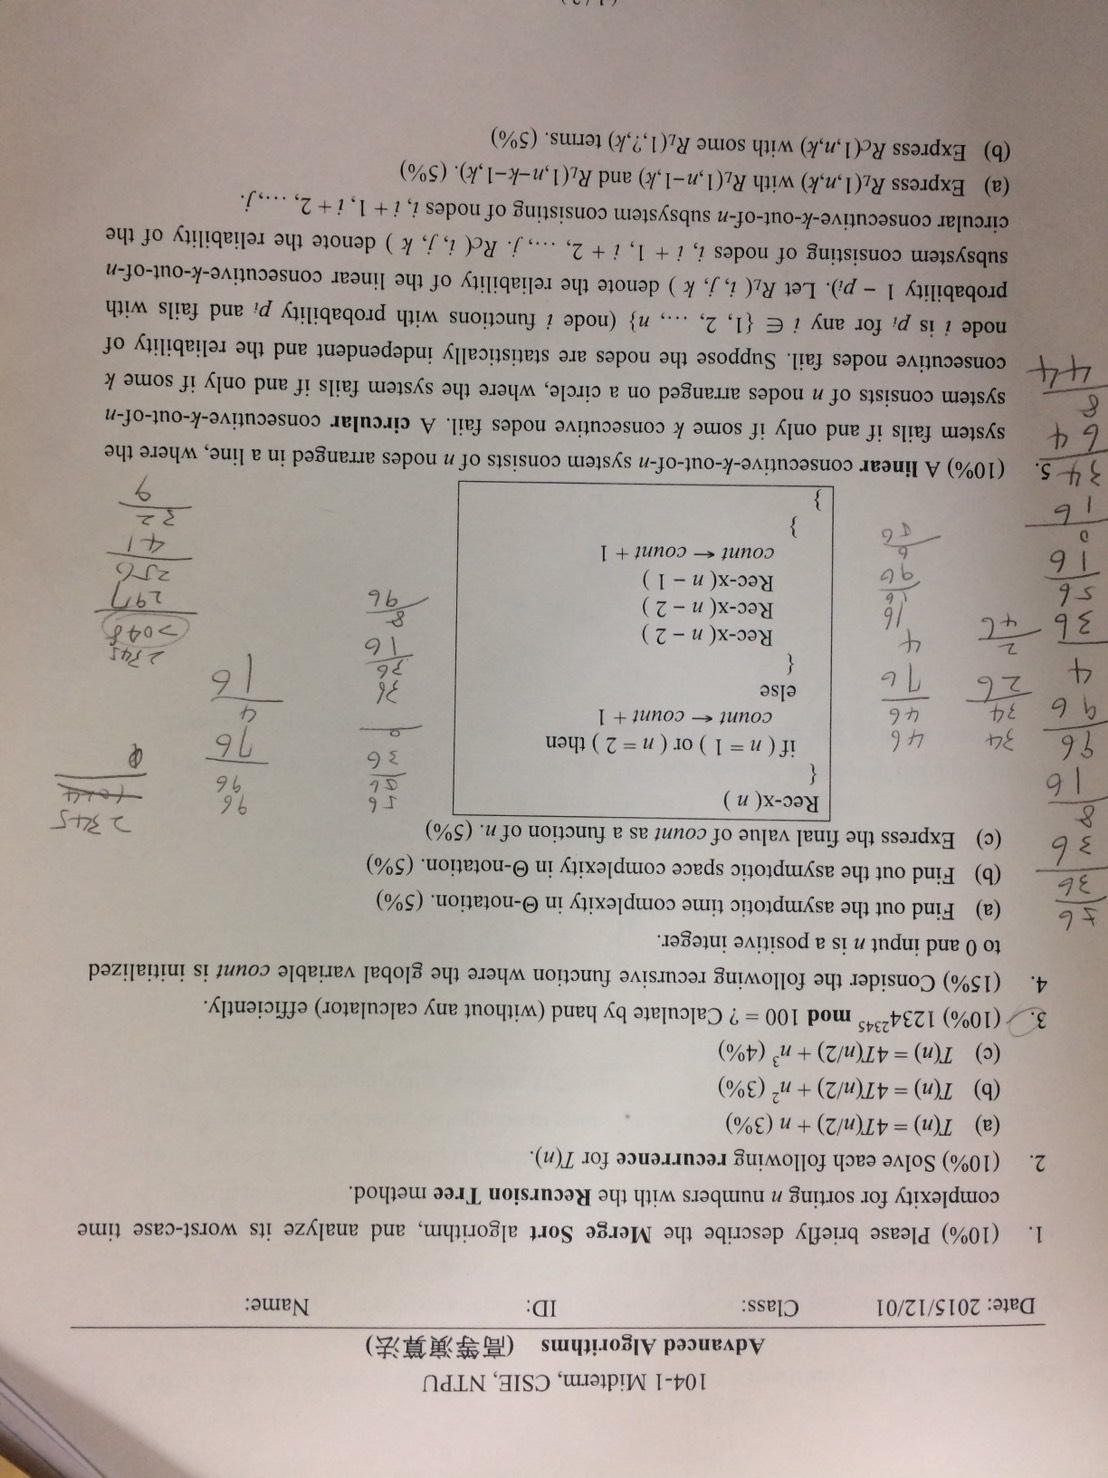 104-1 Midterm, CSIE, NTPU
Advanced Algorithms (高等演算法)
Date: 2015/12/01 Class: ID: Name:
1. (10%) Please briefly describe the Merge Sort algorithm, and analyze its worst-case time
complexity for sorting n numbers with the Recursion Tree method.
2. (10%) Solve each following recurrence for T(n).
(a) T(n) = 4T(n/2) + n (3%)
(b) T(n) = 4T(n/2) + n² (3%)
(c) T(n) = 4T(n/2) + n³ (4%)
3. (10%) 1234²³⁴⁵ mod 100 = ? Calculate by hand (without any calculator) efficiently.
4. (15%) Consider the following recursive function where the global variable count is initialized
to 0 and input n is a positive integer.
(a) Find out the asymptotic time complexity in Θ-notation. (5%)
(b) Find out the asymptotic space complexity in Θ-notation. (5%)
(c) Express the final value of count as a function of n. (5%)
Rec-x( n )
{
if ( n = 1 ) or ( n = 2 ) then
count ← count + 1
else
{
Rec-x( n − 2 )
Rec-x( n − 2 )
Rec-x( n − 1 )
count ← count + 1
}
}
56
36
36
8
16
96
96
4
36
56
16
0
16
34
64
8
44
34
34
26
2
46
46
46
76
4
16
16
96
6
56
56
56
36
0
36
36
16
8
96
96
96
76
4
16
2345
2345
2048
297
256
41
32
9
5. (10%) A linear consecutive-k-out-of-n system consists of n nodes arranged in a line, where the
system fails if and only if some k consecutive nodes fail. A circular consecutive-k-out-of-n
system consists of n nodes arranged on a circle, where the system fails if and only if some k
consecutive nodes fail. Suppose the nodes are statistically independent and the reliability of
node i is pᵢ for any i ∈ {1, 2, …, n} (node i functions with probability pᵢ and fails with
probability 1 − pᵢ). Let R_L( i, j, k ) denote the reliability of the linear consecutive-k-out-of-n
subsystem consisting of nodes i, i + 1, i + 2, …, j. R_C( i, j, k ) denote the reliability of the
circular consecutive-k-out-of-n subsystem consisting of nodes i, i + 1, i + 2, …, j.
(a) Express R_L(1,n,k) with R_L(1,n−1,k) and R_L(1,n−k−1,k). (5%)
(b) Express R_C(1,n,k) with some R_L(1,?,k) terms. (5%)